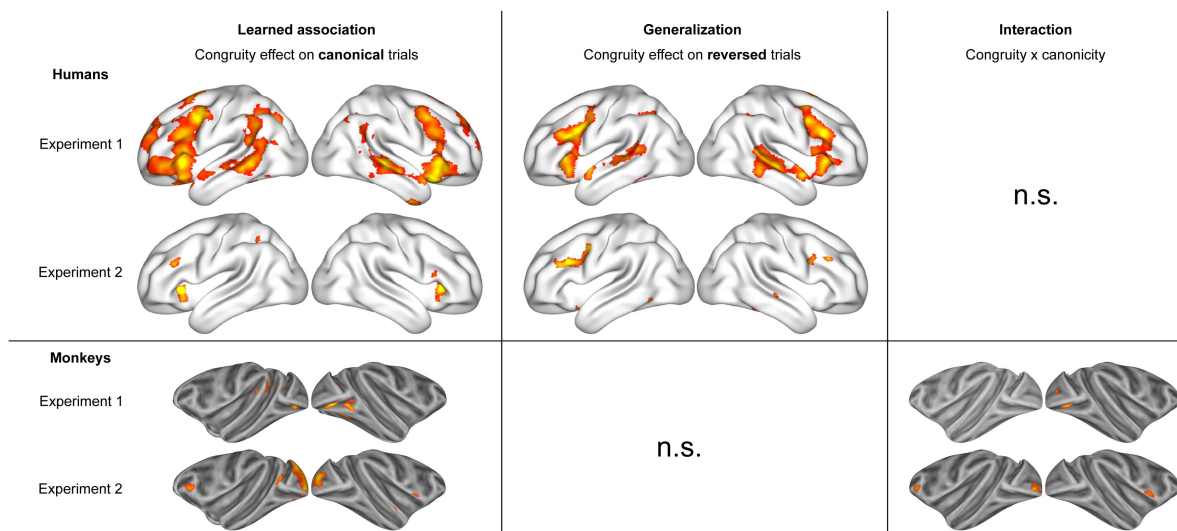 Learned association
Generalization
Interaction
Congruity effect on canonical trials
Congruity effect on reversed trials
Congruity x canonicity
Humans
Experiment 1
n.s.
Experiment 2
Monkeys
Experiment 1
n.s.
Experiment 2